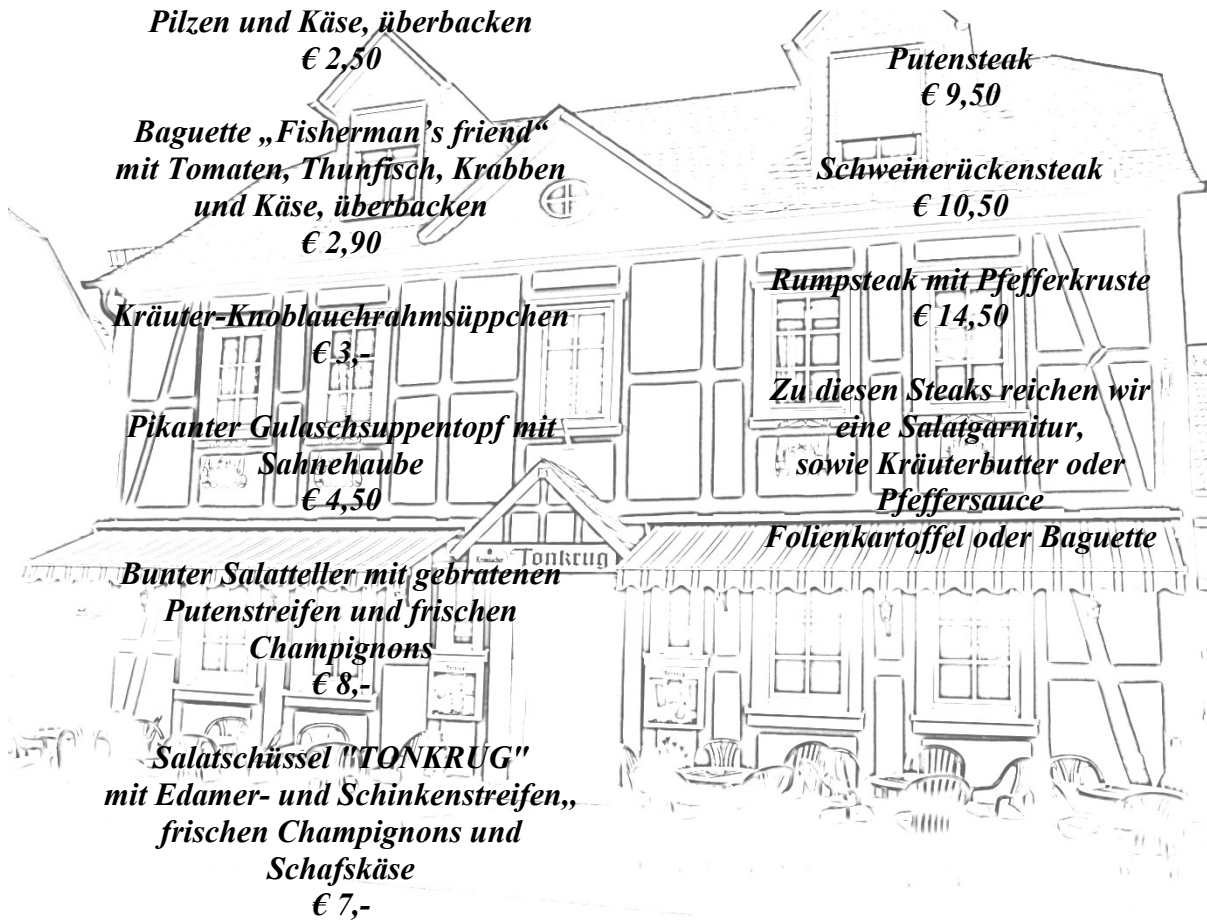 Pilzen und Käse, überbacken
€ 2,50
Baguette „Fisherman’s friend“
mit Tomaten, Thunfisch, Krabben
und Käse, überbacken
€ 2,90
Kräuter-Knoblauchrahmsüppchen
€ 3,-
Pikanter Gulaschsuppentopf mit
Sahnehaube
€ 4,50
Bunter Salatteller mit gebratenen
Putenstreifen und frischen
Champignons
€ 8,-
Salatschüssel "TONKRUG"
mit Edamer- und Schinkenstreifen,,
frischen Champignons und
Schafskäse
€ 7,-
Putensteak
€ 9,50
Schweinerückensteak
€ 10,50
Rumpsteak mit Pfefferkruste
€ 14,50
Zu diesen Steaks reichen wir
eine Salatgarnitur,
sowie Kräuterbutter oder
Pfeffersauce
Folienkartoffel oder Baguette
Tonkrug